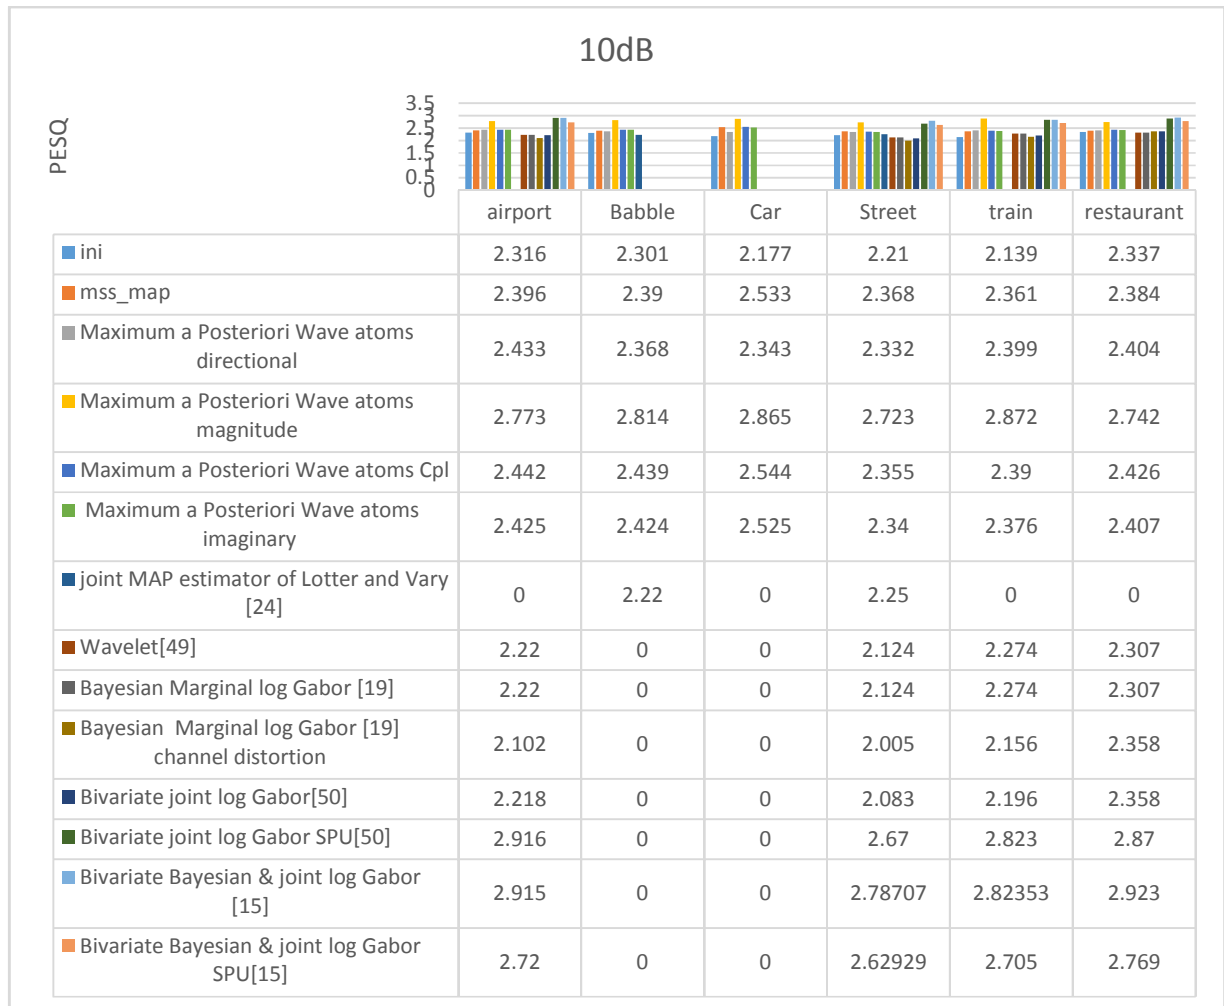 10dB
PESQ
3.5
3
2.5
2
1.5
1
0.5
0
airport Babble Car Street train restaurant
ini 2.316 2.301 2.177 2.21 2.139 2.337
mss_map 2.396 2.39 2.533 2.368 2.361 2.384
Maximum a Posteriori Wave atoms
directional
2.433 2.368 2.343 2.332 2.399 2.404
Maximum a Posteriori Wave atoms
magnitude
2.773 2.814 2.865 2.723 2.872 2.742
Maximum a Posteriori Wave atoms Cpl 2.442 2.439 2.544 2.355 2.39 2.426
Maximum a Posteriori Wave atoms
imaginary
2.425 2.424 2.525 2.34 2.376 2.407
joint MAP estimator of Lotter and Vary
[24]
0 2.22 0 2.25 0 0
Wavelet[49] 2.22 0 0 2.124 2.274 2.307
Bayesian Marginal log Gabor [19] 2.22 0 0 2.124 2.274 2.307
Bayesian Marginal log Gabor [19]
channel distortion
2.102 0 0 2.005 2.156 2.358
Bivariate joint log Gabor[50] 2.218 0 0 2.083 2.196 2.358
Bivariate joint log Gabor SPU[50] 2.916 0 0 2.67 2.823 2.87
Bivariate Bayesian & joint log Gabor
[15]
2.915 0 0 2.78707 2.82353 2.923
Bivariate Bayesian & joint log Gabor
SPU[15]
2.72 0 0 2.62929 2.705 2.769